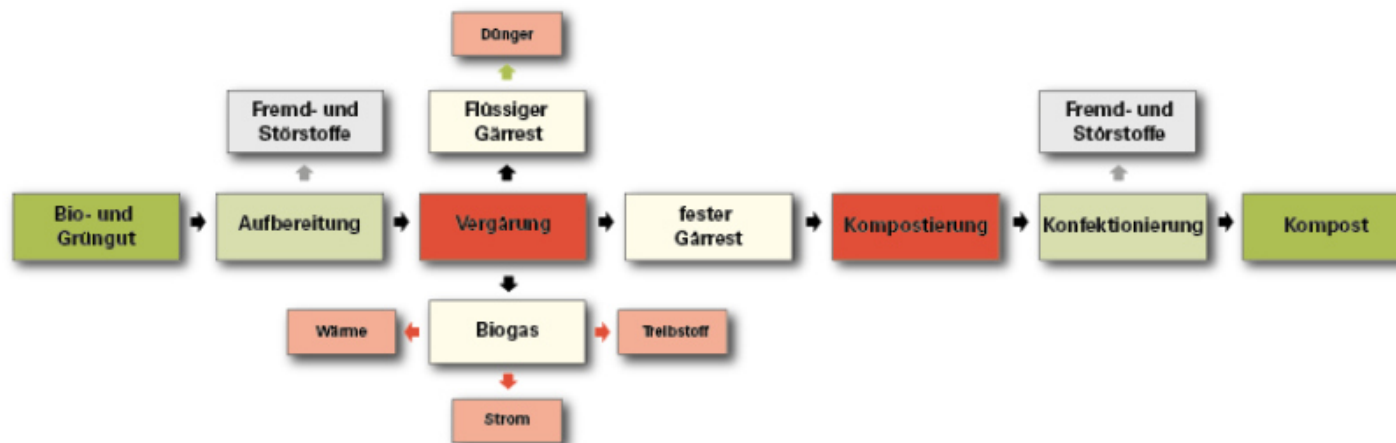 Dünger
Fremd- und
Störstoffe
Flüssiger
Gärrest
Fremd- und
Störstoffe
Bio- und
Grüngut
Aufbereitung
Vergärung
fester
Gärrest
Kompostierung
Konfektionierung
Kompost
Wärme
Biogas
Treibstoff
Strom